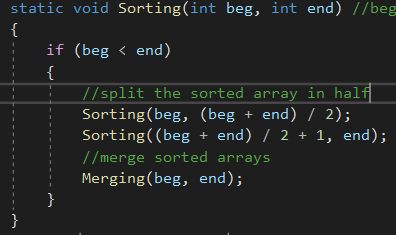 static void Sorting(int beg, int end) //beg
{
if (beg < end)
{
//split the sorted array in half
Sorting(beg, (beg + end) / 2);
Sorting((beg + end) / 2 + 1, end);
//merge sorted arrays
Merging(beg, end);
}
}